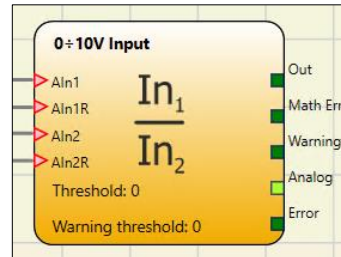 0÷10V Input
AIn1
AIn1R
AIn2
AIn2R
In₁
In₂
Threshold: 0
Warning threshold: 0
Out
Math Err
Warning
Analog
Error